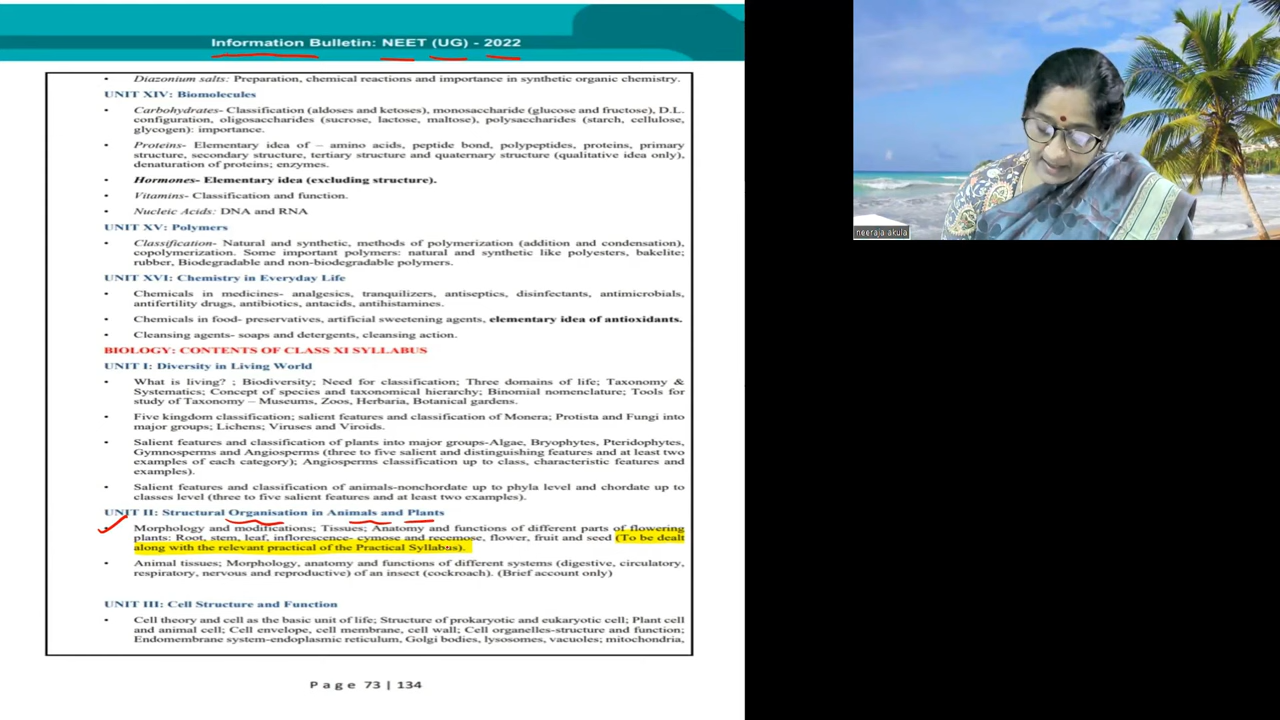 Information Bulletin: NEET (UG) - 2022
• Diazonium salts: Preparation, chemical reactions and importance in synthetic organic chemistry.
UNIT XIV: Biomolecules
• Carbohydrates- Classification (aldoses and ketoses), monosaccharide (glucose and fructose), D.L.
configuration, oligosaccharides (sucrose, lactose, maltose), polysaccharides (starch, cellulose,
glycogen): importance.
• Proteins- Elementary idea of – amino acids, peptide bond, polypeptides, proteins, primary
structure, secondary structure, tertiary structure and quaternary structure (qualitative idea only),
denaturation of proteins; enzymes.
• Hormones- Elementary idea (excluding structure).
• Vitamins- Classification and function.
• Nucleic Acids: DNA and RNA
UNIT XV: Polymers
• Classification- Natural and synthetic, methods of polymerization (addition and condensation),
copolymerization. Some important polymers: natural and synthetic like polyesters, bakelite;
rubber, Biodegradable and non-biodegradable polymers.
UNIT XVI: Chemistry in Everyday Life
• Chemicals in medicines- analgesics, tranquilizers, antiseptics, disinfectants, antimicrobials,
antifertility drugs, antibiotics, antacids, antihistamines.
• Chemicals in food- preservatives, artificial sweetening agents, elementary idea of antioxidants.
• Cleansing agents- soaps and detergents, cleansing action.
BIOLOGY: CONTENTS OF CLASS XI SYLLABUS
UNIT I: Diversity in Living World
• What is living? ; Biodiversity; Need for classification; Three domains of life; Taxonomy &
Systematics; Concept of species and taxonomical hierarchy; Binomial nomenclature; Tools for
study of Taxonomy – Museums, Zoos, Herbaria, Botanical gardens.
• Five kingdom classification; salient features and classification of Monera; Protista and Fungi into
major groups; Lichens; Viruses and Viroids.
• Salient features and classification of plants into major groups-Algae, Bryophytes, Pteridophytes,
Gymnosperms and Angiosperms (three to five salient and distinguishing features and at least two
examples of each category); Angiosperms classification up to class, characteristic features and
examples).
• Salient features and classification of animals-nonchordate up to phyla level and chordate up to
classes level (three to five salient features and at least two examples).
UNIT II: Structural Organisation in Animals and Plants
• Morphology and modifications; Tissues; Anatomy and functions of different parts of flowering
plants: Root, stem, leaf, inflorescence- cymose and recemose, flower, fruit and seed (To be dealt
along with the relevant practical of the Practical Syllabus).
• Animal tissues; Morphology, anatomy and functions of different systems (digestive, circulatory,
respiratory, nervous and reproductive) of an insect (cockroach). (Brief account only)
UNIT III: Cell Structure and Function
• Cell theory and cell as the basic unit of life; Structure of prokaryotic and eukaryotic cell; Plant cell
and animal cell; Cell envelope, cell membrane, cell wall; Cell organelles-structure and function;
Endomembrane system-endoplasmic reticulum, Golgi bodies, lysosomes, vacuoles; mitochondria,
Page 73 | 134
neeraja akula